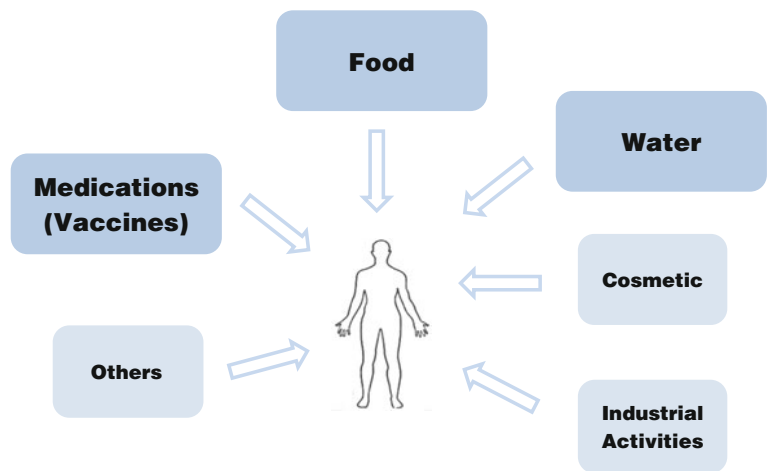 Food
Water
Medications
(Vaccines)
Cosmetic
Others
Industrial
Activities